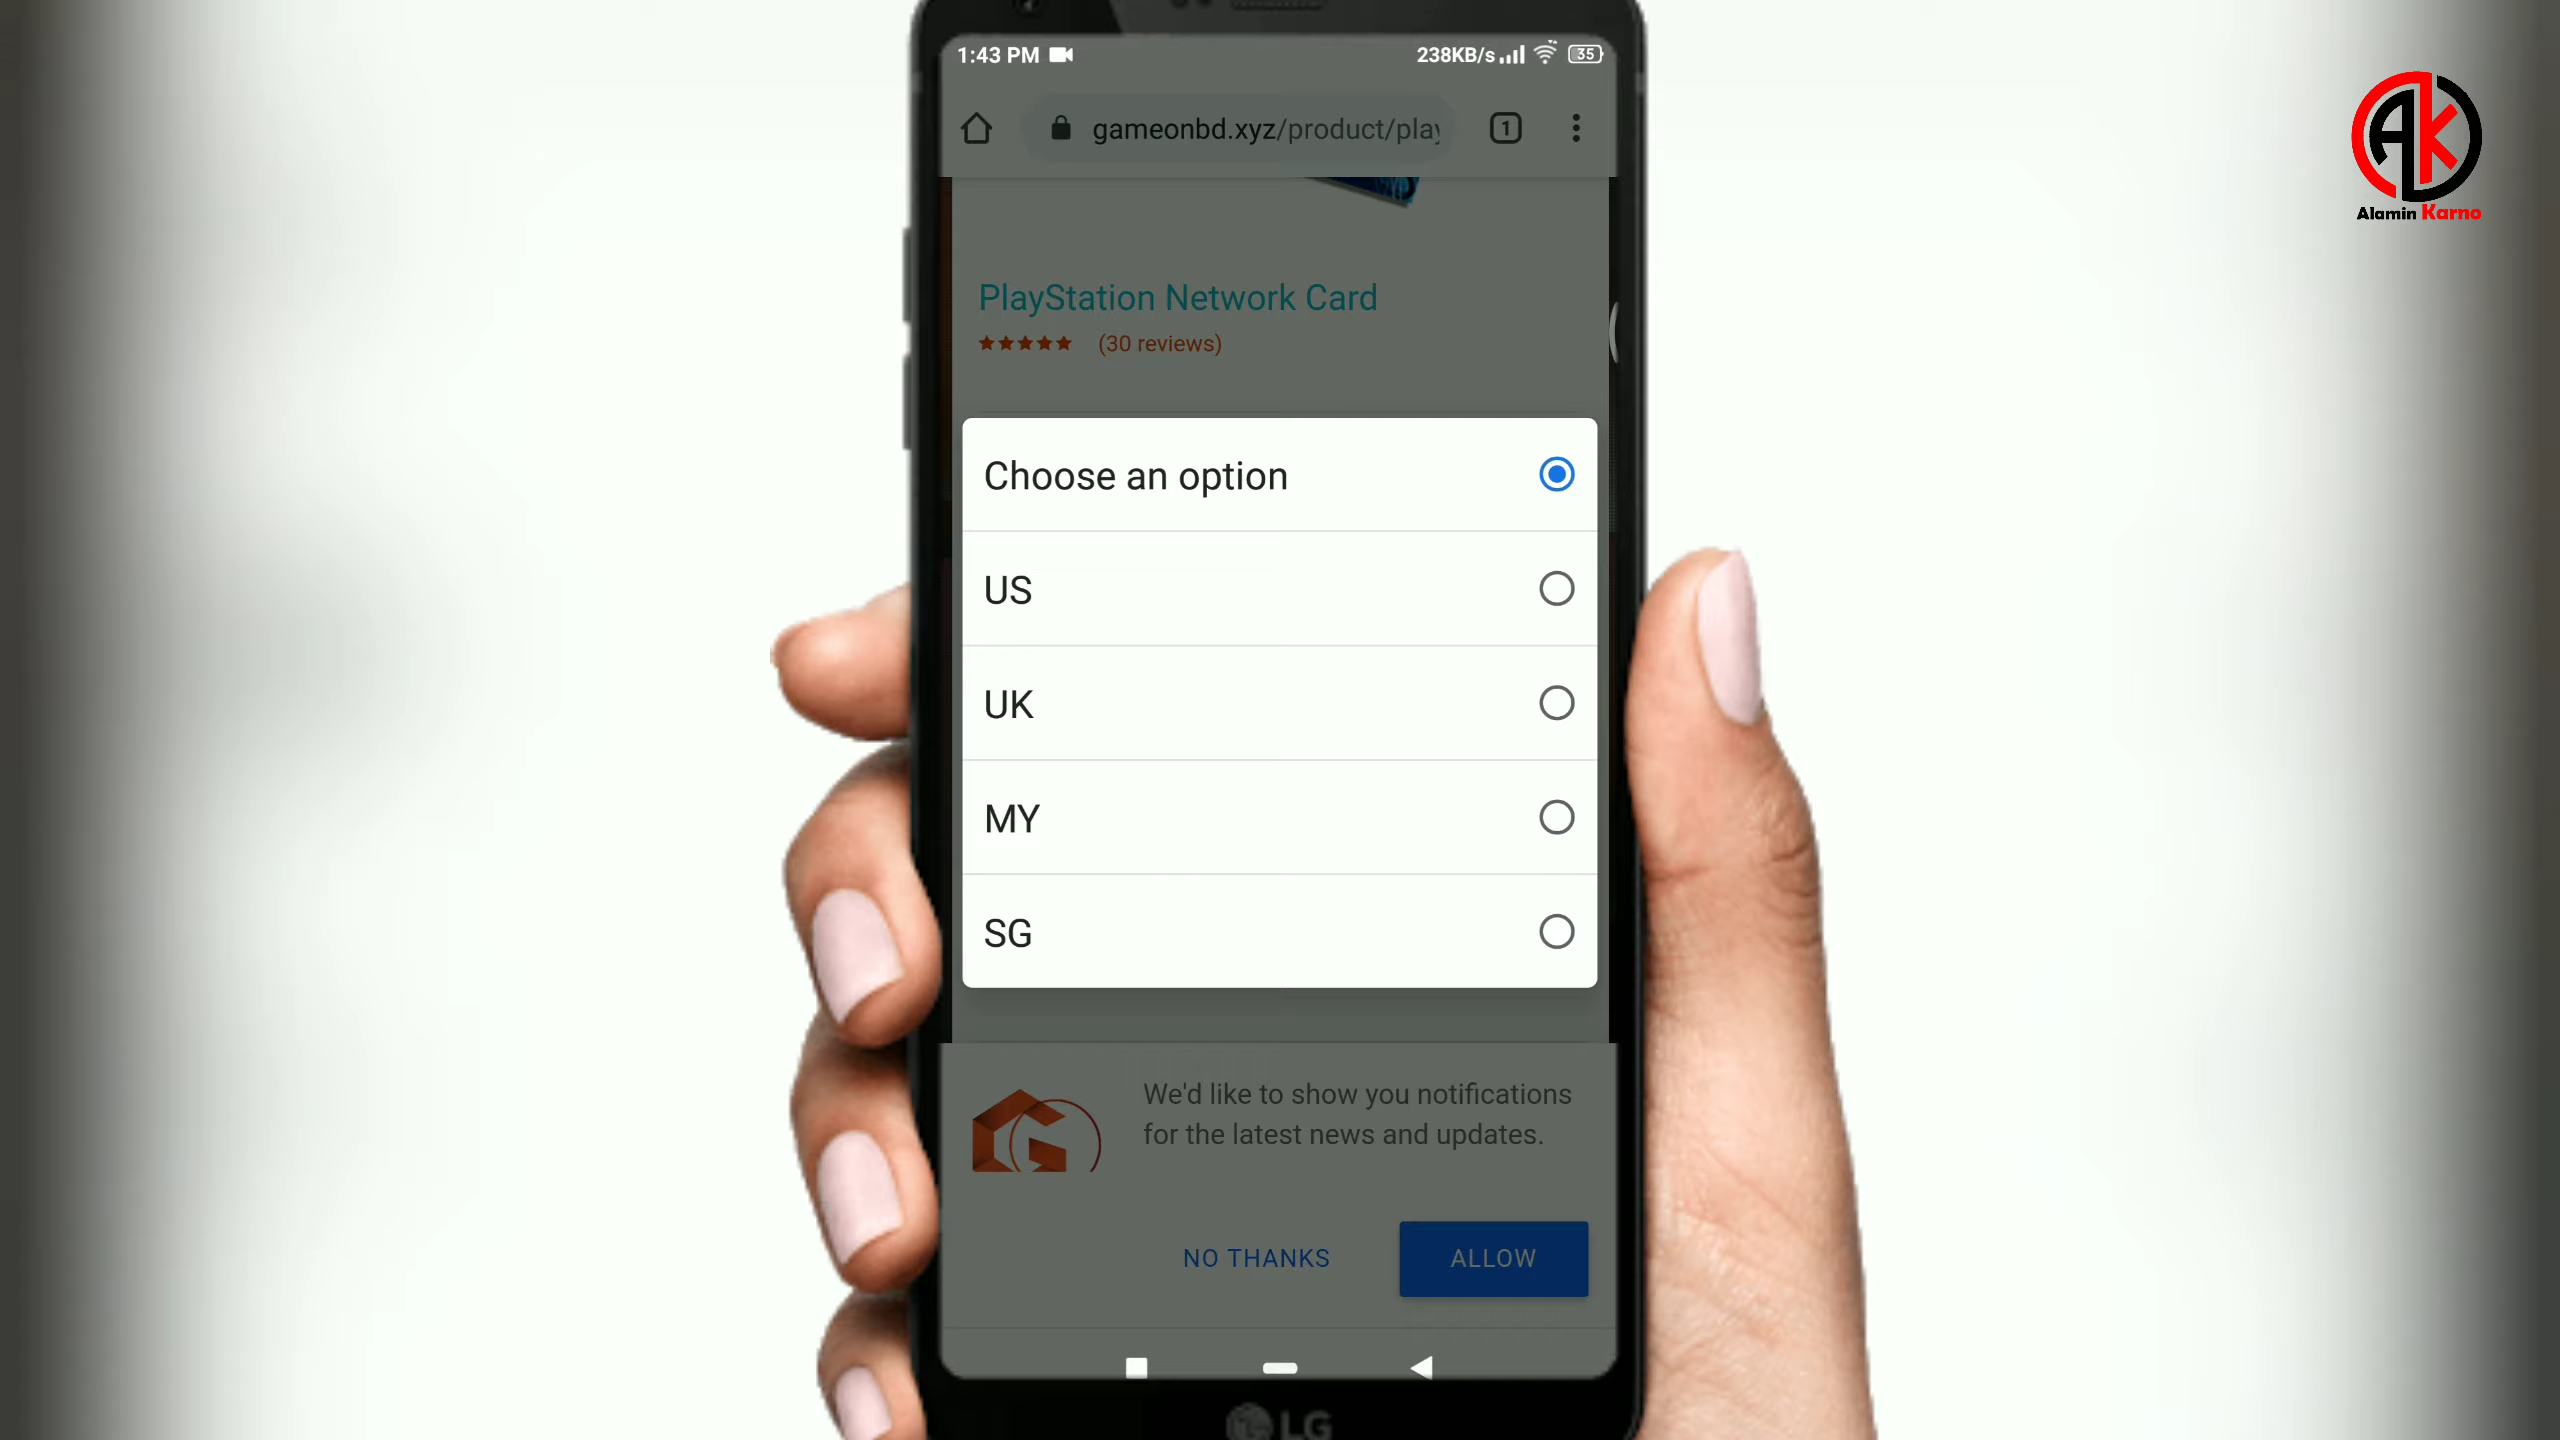 1:43 PM
238KB/s
35
gameonbd.xyz/product/play
1
Alamin Karno
PlayStation Network Card
(30 reviews)
Choose an option
US
UK
MY
SG
We'd like to show you notifications
for the latest news and updates.
NO THANKS
ALLOW
LG